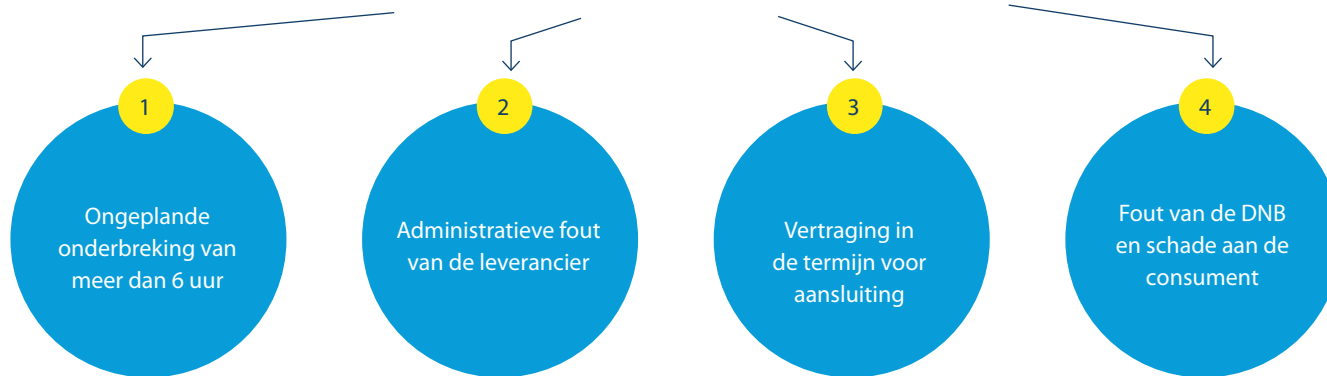 1
Ongeplande
onderbreking van
meer dan 6 uur
2
Administratieve fout
van de leverancier
3
Vertraging in
de termijn voor
aansluiting
4
Fout van de DNB
en schade aan de
consument